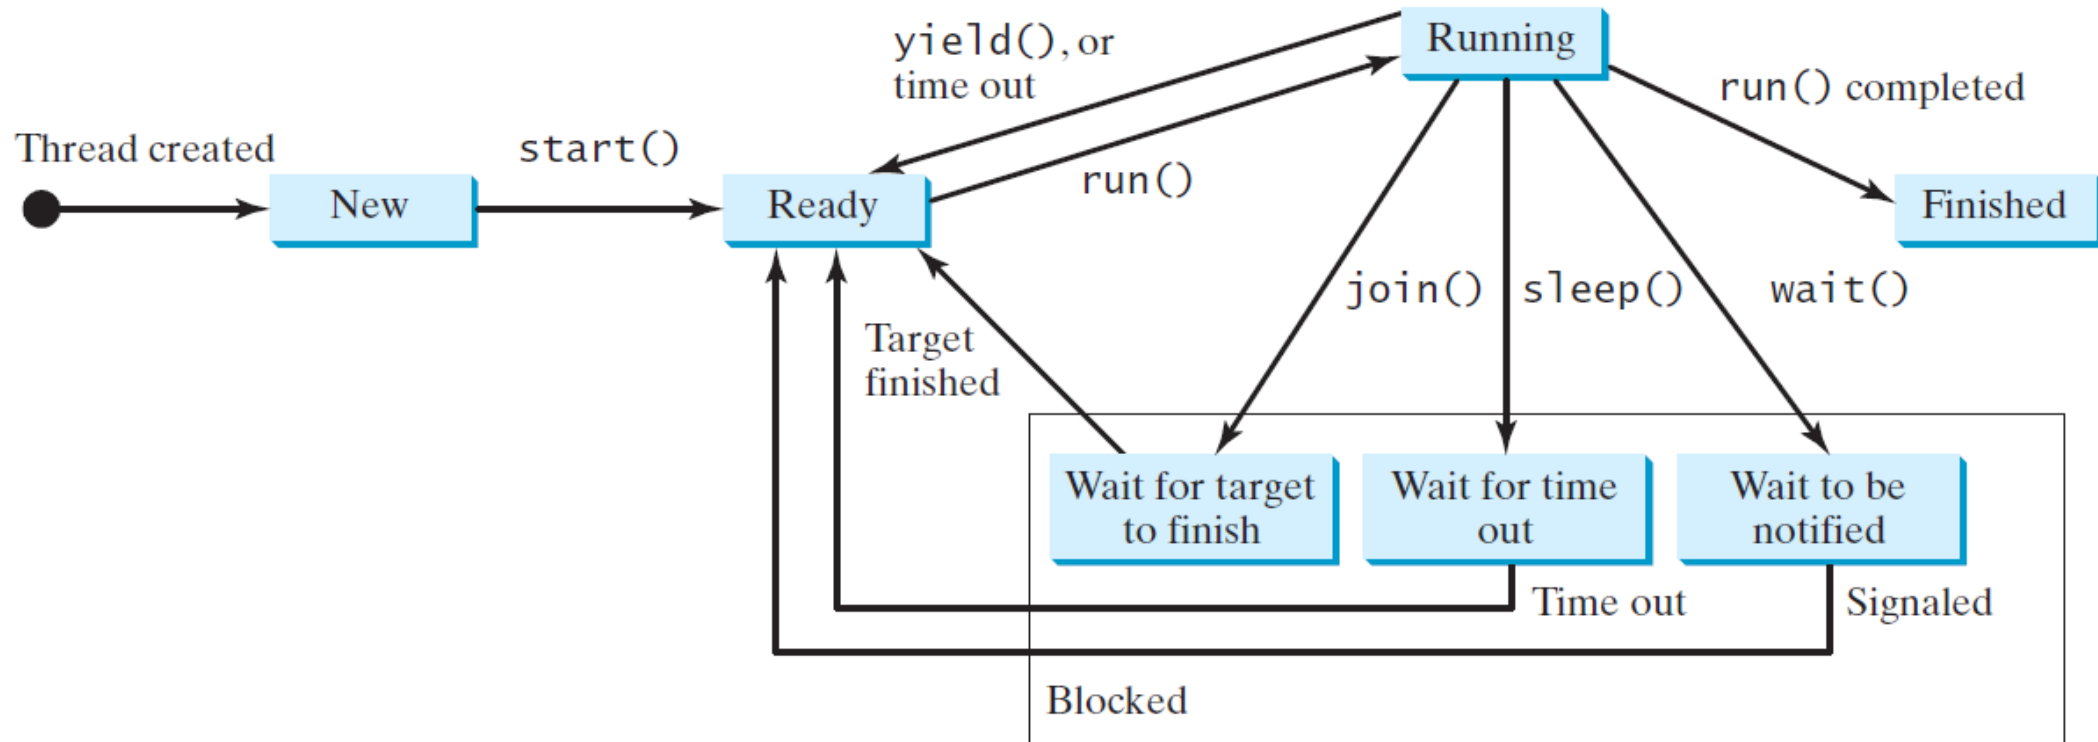 yield(), or
time out
Running
run() completed
Thread created
start()
New
Ready
run()
Finished
join()
sleep()
wait()
Target
finished
Wait for target
to finish
Wait for time
out
Wait to be
notified
Time out
Signaled
Blocked